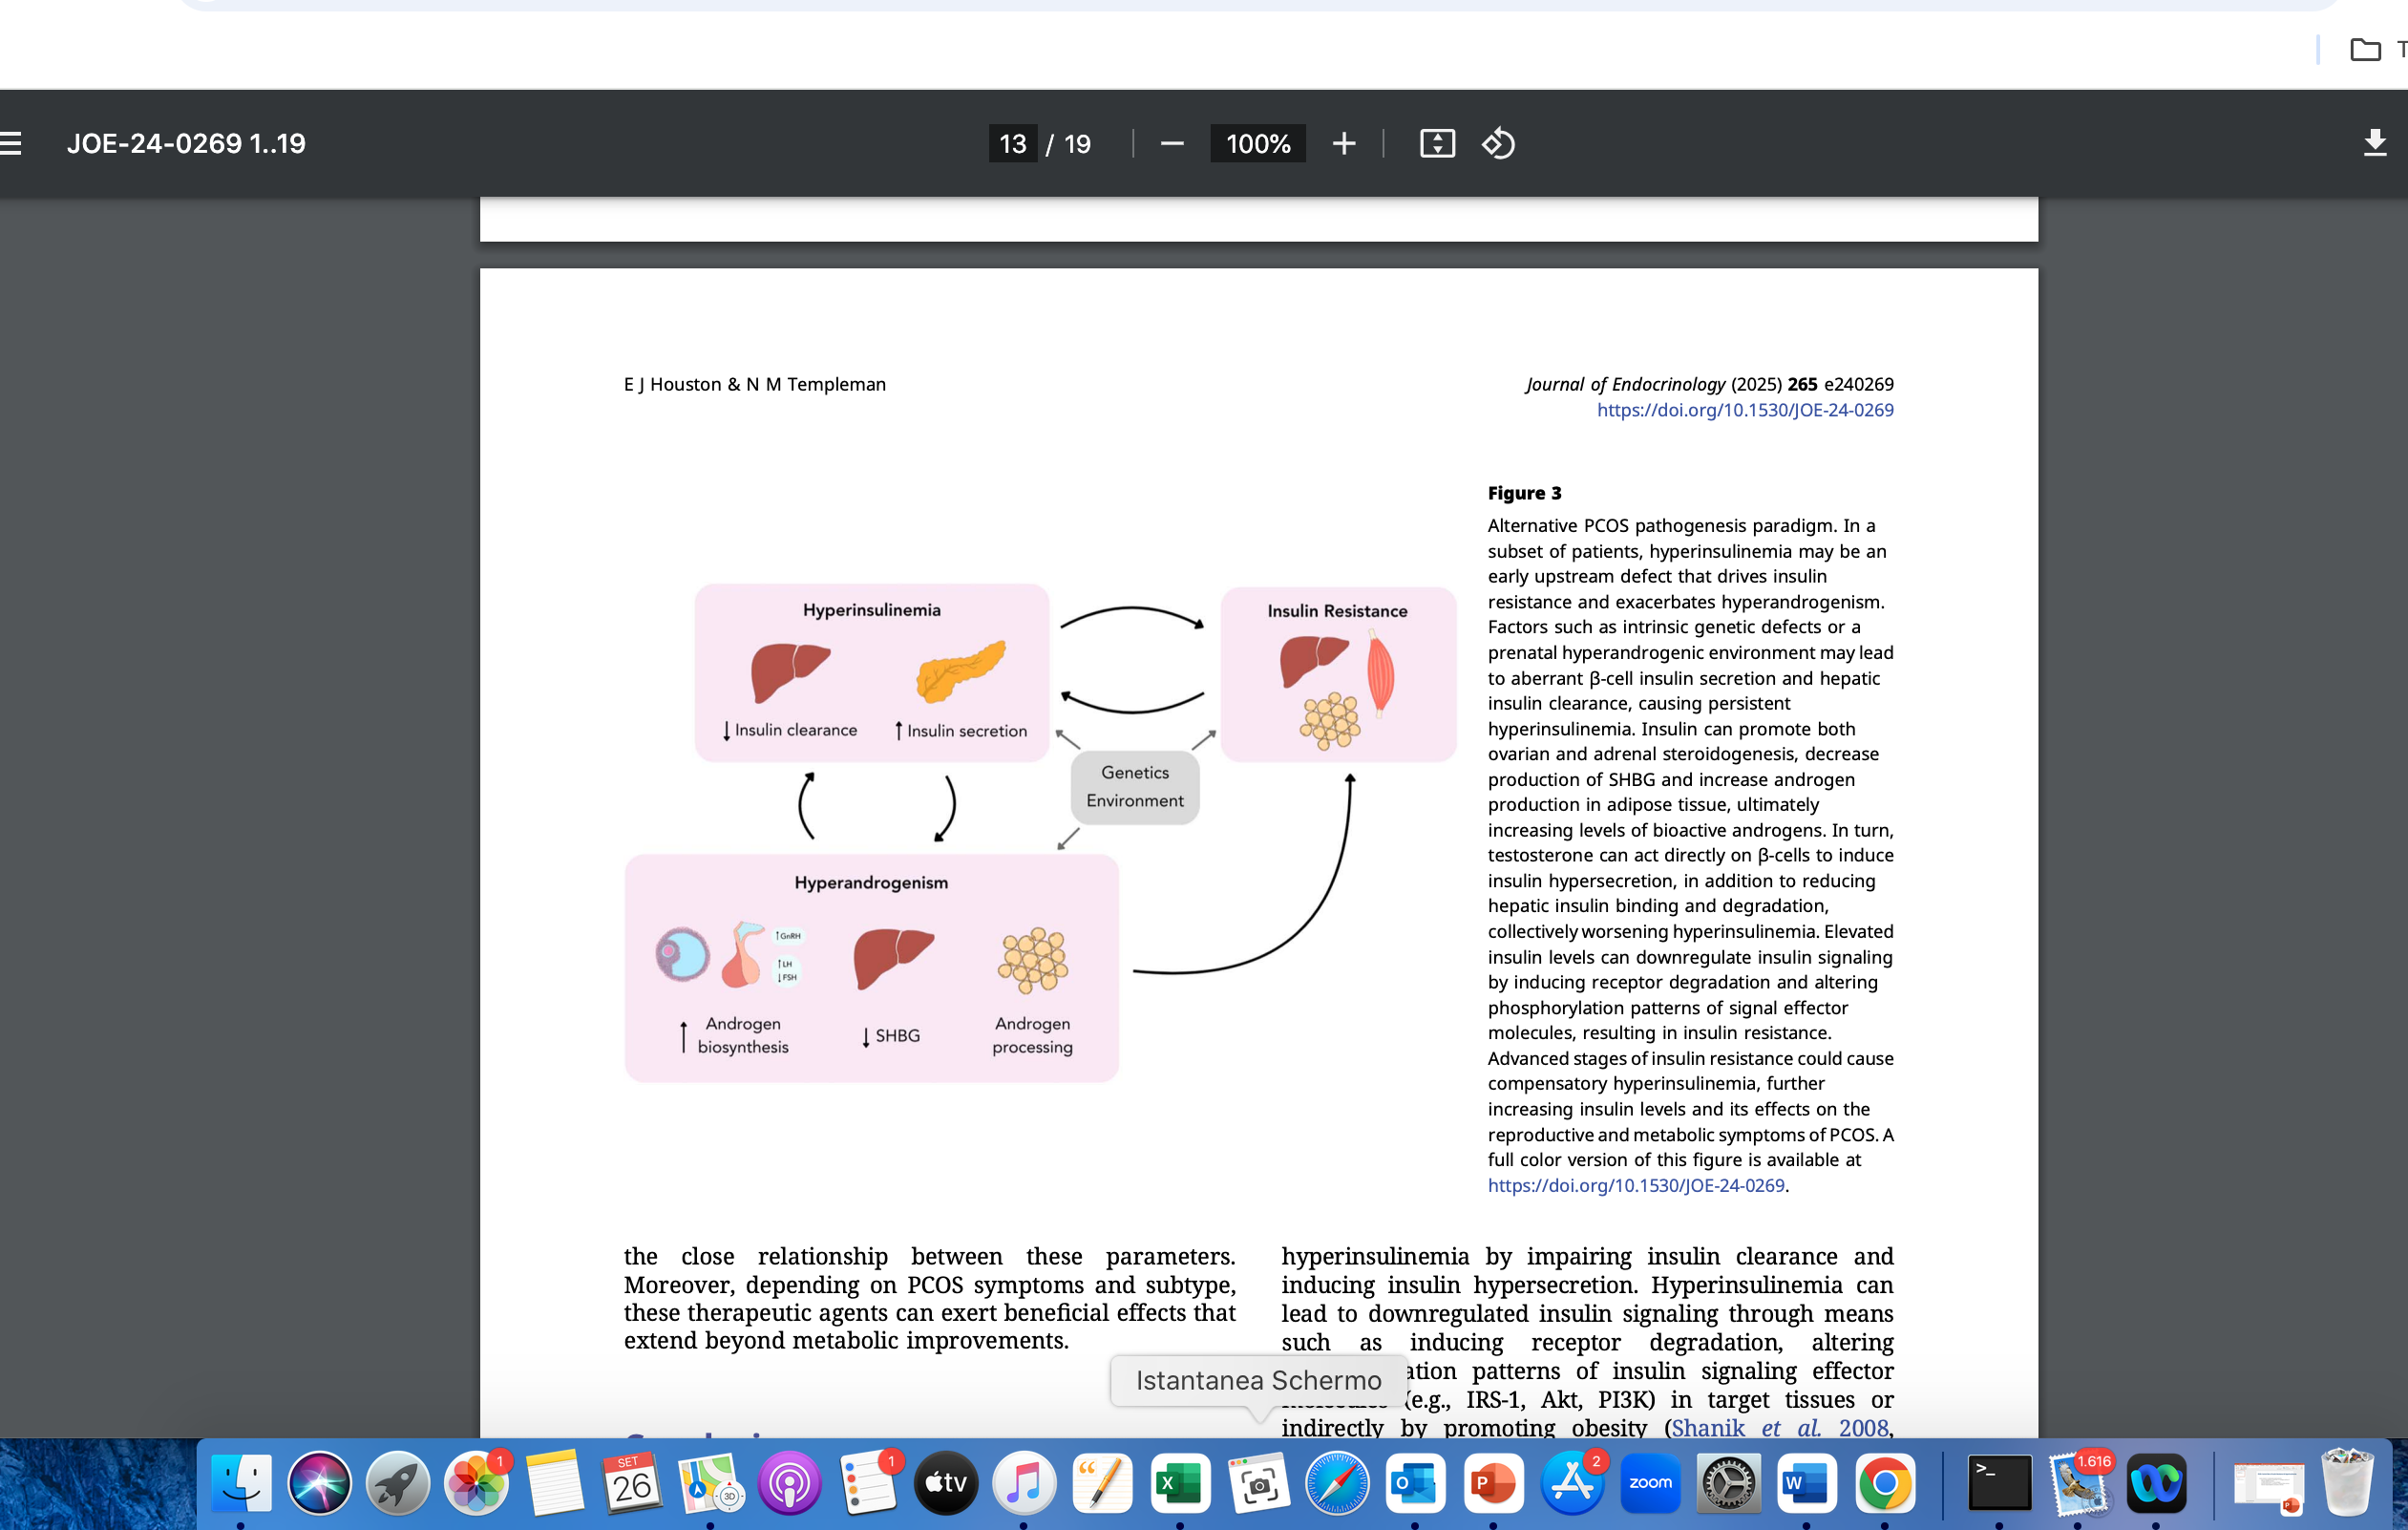 T
JOE-24-0269 1..19
13 / 19
100%
E J Houston & N M Templeman
Journal of Endocrinology (2025) 265 e240269
https://doi.org/10.1530/JOE-24-0269
Hyperinsulinemia
↓ Insulin clearance
↑ Insulin secretion
Insulin Resistance
Genetics
Environment
Hyperandrogenism
↑GnRH
↑LH
↓FSH
↑ Androgen
biosynthesis
↓ SHBG
Androgen
processing
Figure 3
Alternative PCOS pathogenesis paradigm. In a
subset of patients, hyperinsulinemia may be an
early upstream defect that drives insulin
resistance and exacerbates hyperandrogenism.
Factors such as intrinsic genetic defects or a
prenatal hyperandrogenic environment may lead
to aberrant β-cell insulin secretion and hepatic
insulin clearance, causing persistent
hyperinsulinemia. Insulin can promote both
ovarian and adrenal steroidogenesis, decrease
production of SHBG and increase androgen
production in adipose tissue, ultimately
increasing levels of bioactive androgens. In turn,
testosterone can act directly on β-cells to induce
insulin hypersecretion, in addition to reducing
hepatic insulin binding and degradation,
collectively worsening hyperinsulinemia. Elevated
insulin levels can downregulate insulin signaling
by inducing receptor degradation and altering
phosphorylation patterns of signal effector
molecules, resulting in insulin resistance.
Advanced stages of insulin resistance could cause
compensatory hyperinsulinemia, further
increasing insulin levels and its effects on the
reproductive and metabolic symptoms of PCOS. A
full color version of this figure is available at
https://doi.org/10.1530/JOE-24-0269.
the close relationship between these parameters.
Moreover, depending on PCOS symptoms and subtype,
these therapeutic agents can exert beneficial effects that
extend beyond metabolic improvements.
hyperinsulinemia by impairing insulin clearance and
inducing insulin hypersecretion. Hyperinsulinemia can
lead to downregulated insulin signaling through means
such as inducing receptor degradation, altering
ation patterns of insulin signaling effector
(e.g., IRS-1, Akt, PI3K) in target tissues or
indirectly by promoting obesity (Shanik et al. 2008,
Istantanea Schermo
1
SET
26
3D
1
tv
X
O
P
2
zoom
W
>_
1.616
P